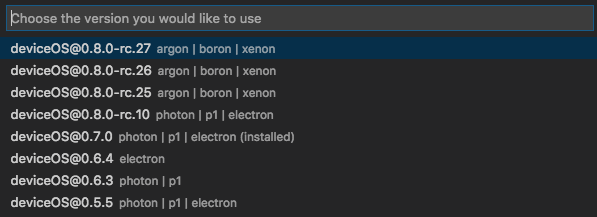 Choose the version you would like to use
deviceOS@0.8.0-rc.27 argon | boron | xenon
deviceOS@0.8.0-rc.26 argon | boron | xenon
deviceOS@0.8.0-rc.25 argon | boron | xenon
deviceOS@0.8.0-rc.10 photon | p1 | electron
deviceOS@0.7.0 photon | p1 | electron (installed)
deviceOS@0.6.4 electron
deviceOS@0.6.3 photon | p1
deviceOS@0.5.5 photon | p1 | electron